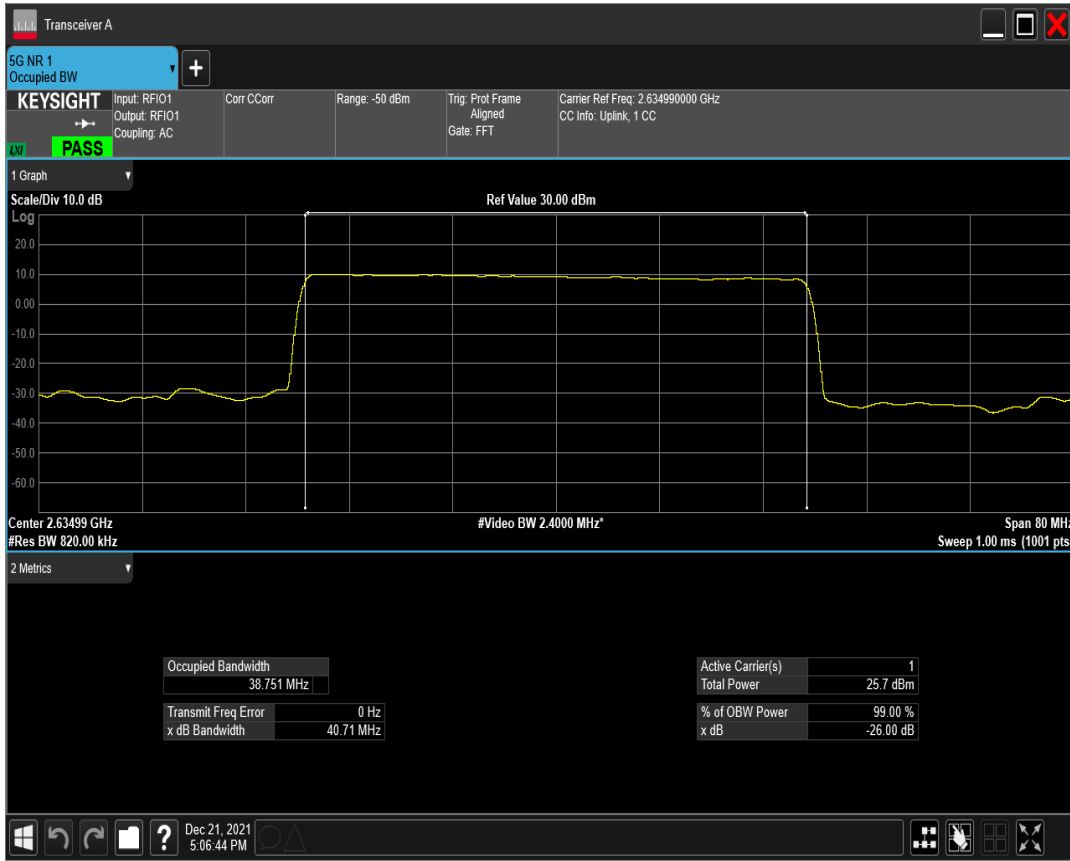 Transceiver A
5G NR 1
Occupied BW
+
KEYSIGHT
LXI
PASS
Input: RFIO1
Output: RFIO1
Coupling: AC
Corr CCorr
Range: -50 dBm
Trig: Prot Frame
Aligned
Gate: FFT
Carrier Ref Freq: 2.634990000 GHz
CC Info: Uplink, 1 CC
1 Graph
Scale/Div 10.0 dB
Ref Value 30.00 dBm
Log
20.0
10.0
0.00
-10.0
-20.0
-30.0
-40.0
-50.0
-60.0
Center 2.63499 GHz
#Video BW 2.4000 MHz*
Span 80 MHz
#Res BW 820.00 kHz
Sweep 1.00 ms (1001 pts
2 Metrics
Occupied Bandwidth
38.751 MHz
Transmit Freq Error 0 Hz
x dB Bandwidth 40.71 MHz
Active Carrier(s) 1
Total Power 25.7 dBm
% of OBW Power 99.00 %
x dB -26.00 dB
?
Dec 21, 2021
5:06:44 PM